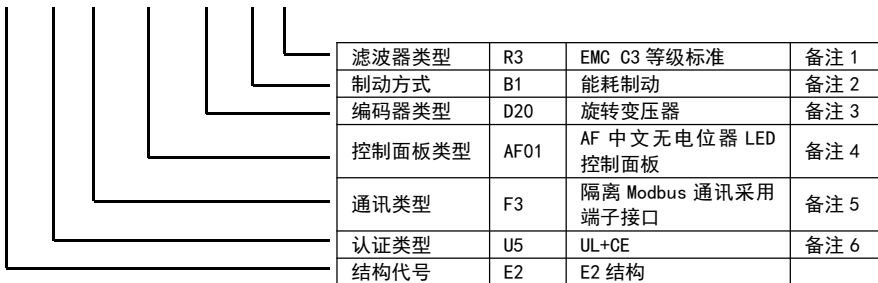 滤波器类型 R3 EMC C3 等级标准 备注 1
制动方式 B1 能耗制动 备注 2
编码器类型 D20 旋转变压器 备注 3
控制面板类型 AF01 AF 中文无电位器 LED
控制面板 备注 4
通讯类型 F3 隔离 Modbus 通讯采用
端子接口 备注 5
认证类型 U5 UL+CE 备注 6
结构代号 E2 E2 结构